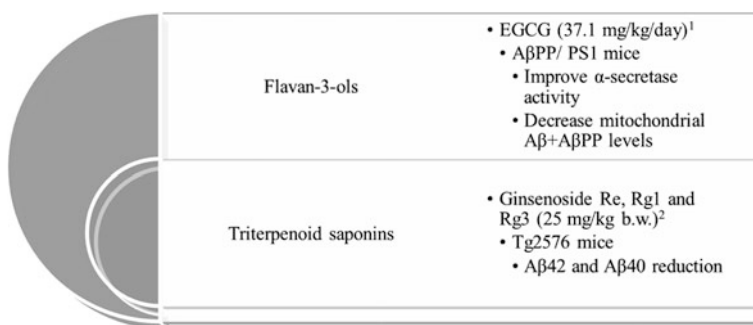 Flavan-3-ols
• EGCG (37.1 mg/kg/day)¹
• AβPP/ PS1 mice
• Improve α-secretase
activity
• Decrease mitochondrial
Aβ+AβPP levels
Triterpenoid saponins
• Ginsenoside Re, Rg1 and
Rg3 (25 mg/kg b.w.)²
• Tg2576 mice
• Aβ42 and Aβ40 reduction